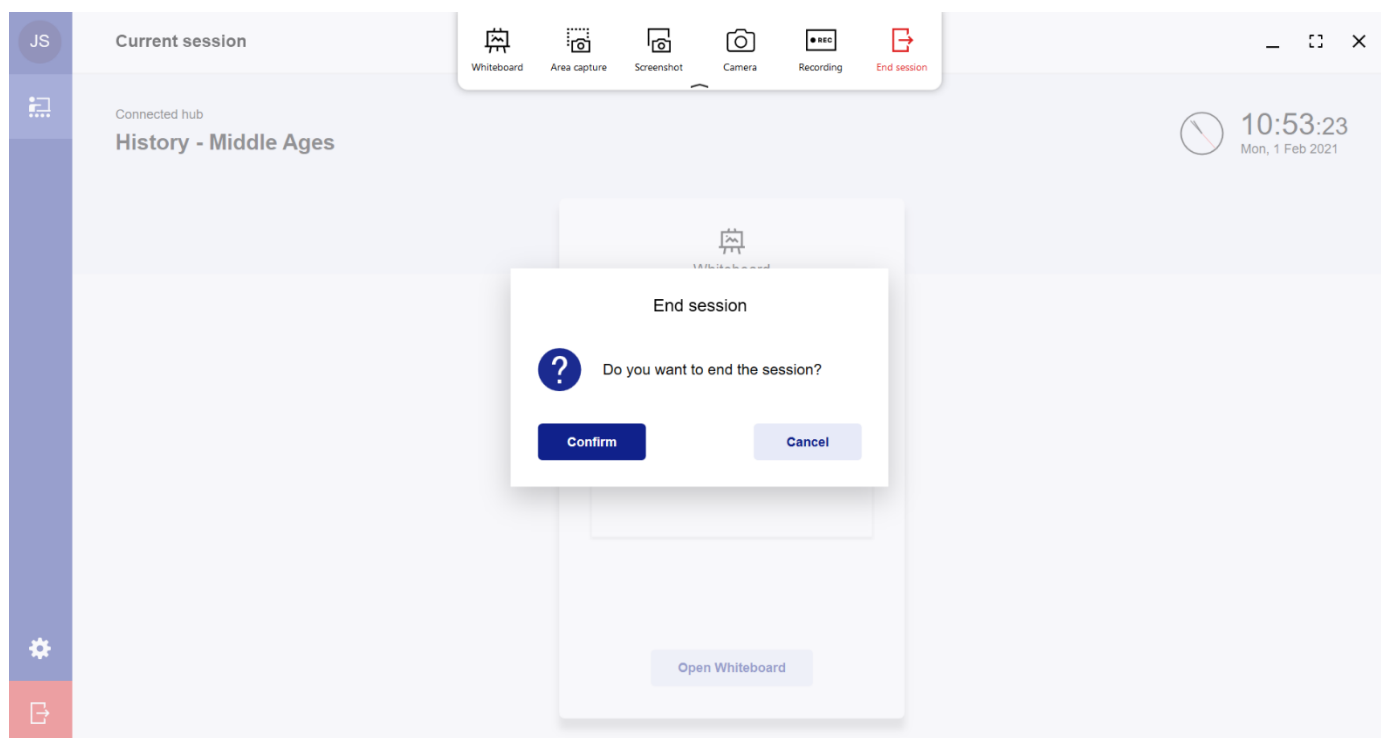 JS
Current session
Whiteboard Area capture Screenshot Camera REC Recording End session
Connected hub
History - Middle Ages
10:53:23
Mon, 1 Feb 2021
Whiteboard
End session
?
Do you want to end the session?
Confirm Cancel
Open Whiteboard